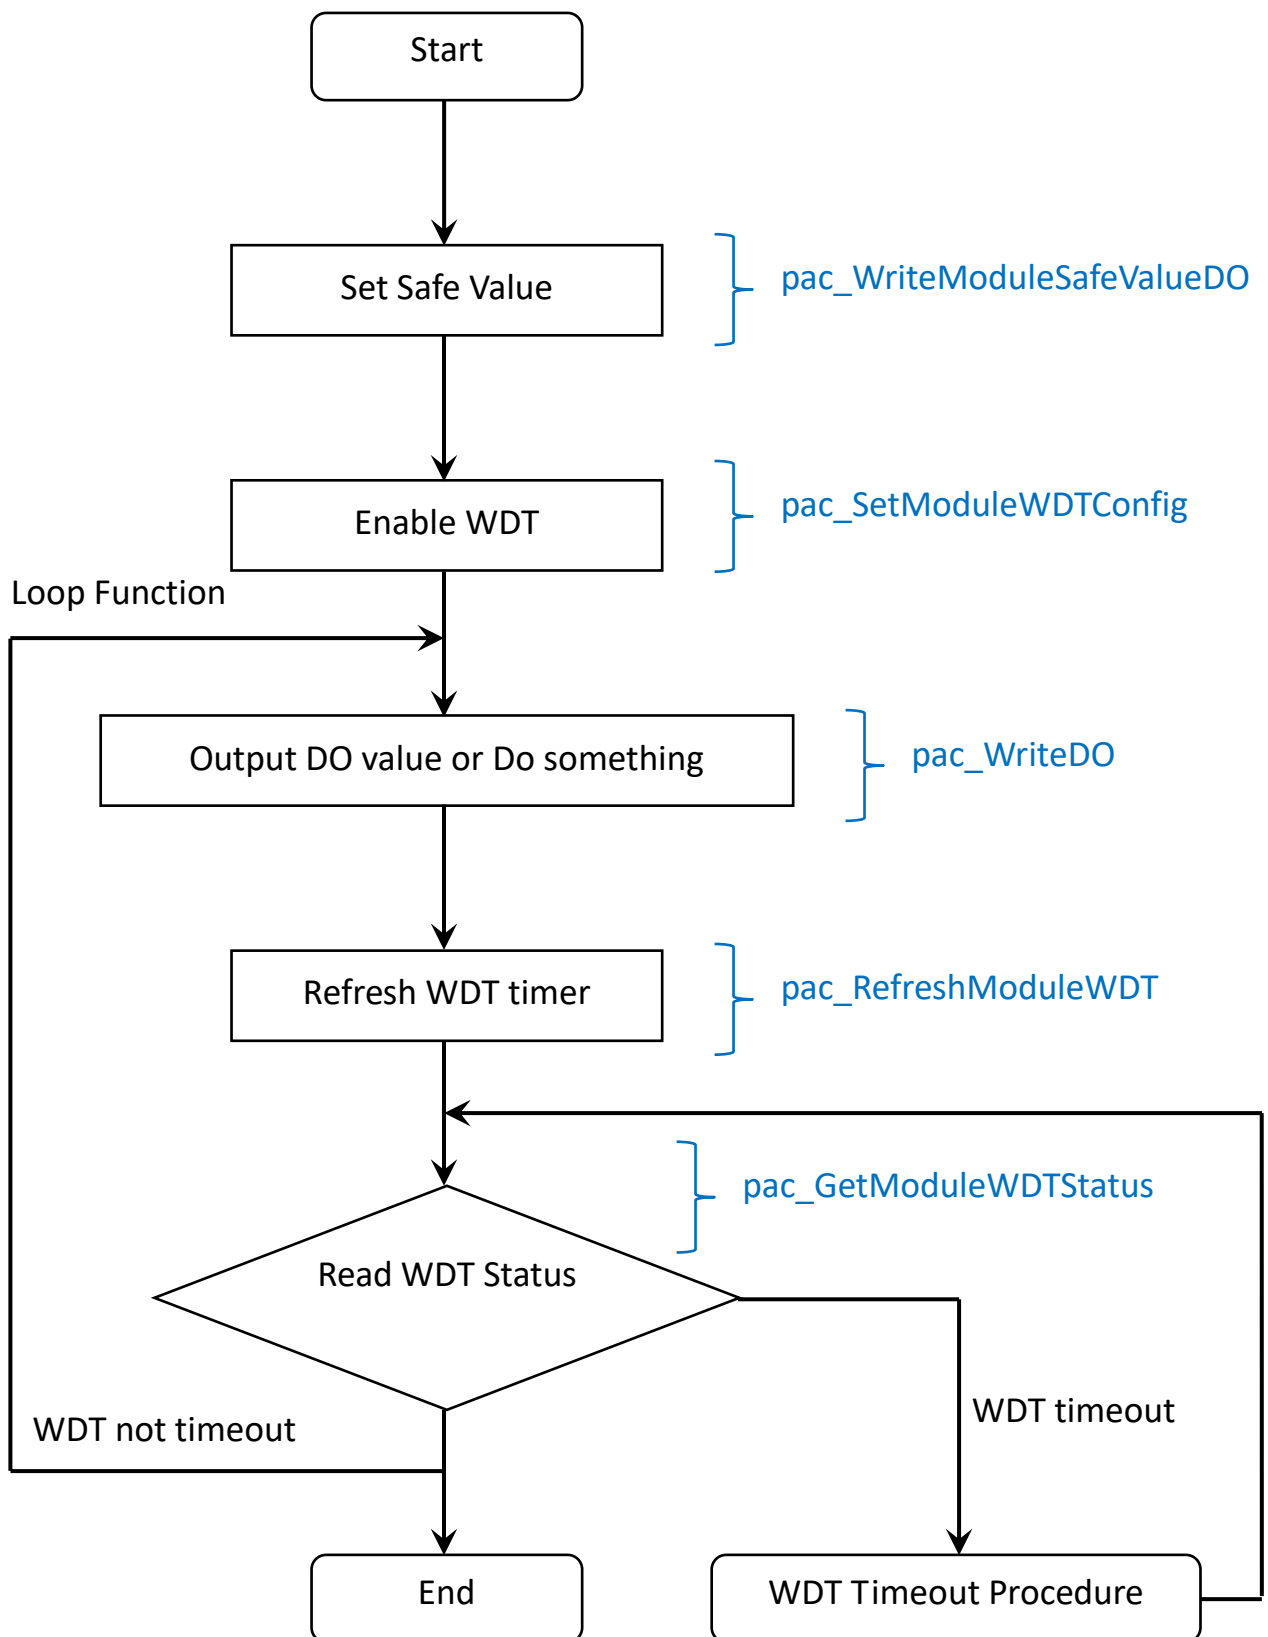 Start
Set Safe Value
pac_WriteModuleSafeValueDO
Enable WDT
pac_SetModuleWDTConfig
Loop Function
Output DO value or Do something
pac_WriteDO
Refresh WDT timer
pac_RefreshModuleWDT
pac_GetModuleWDTStatus
Read WDT Status
WDT not timeout
WDT timeout
End
WDT Timeout Procedure